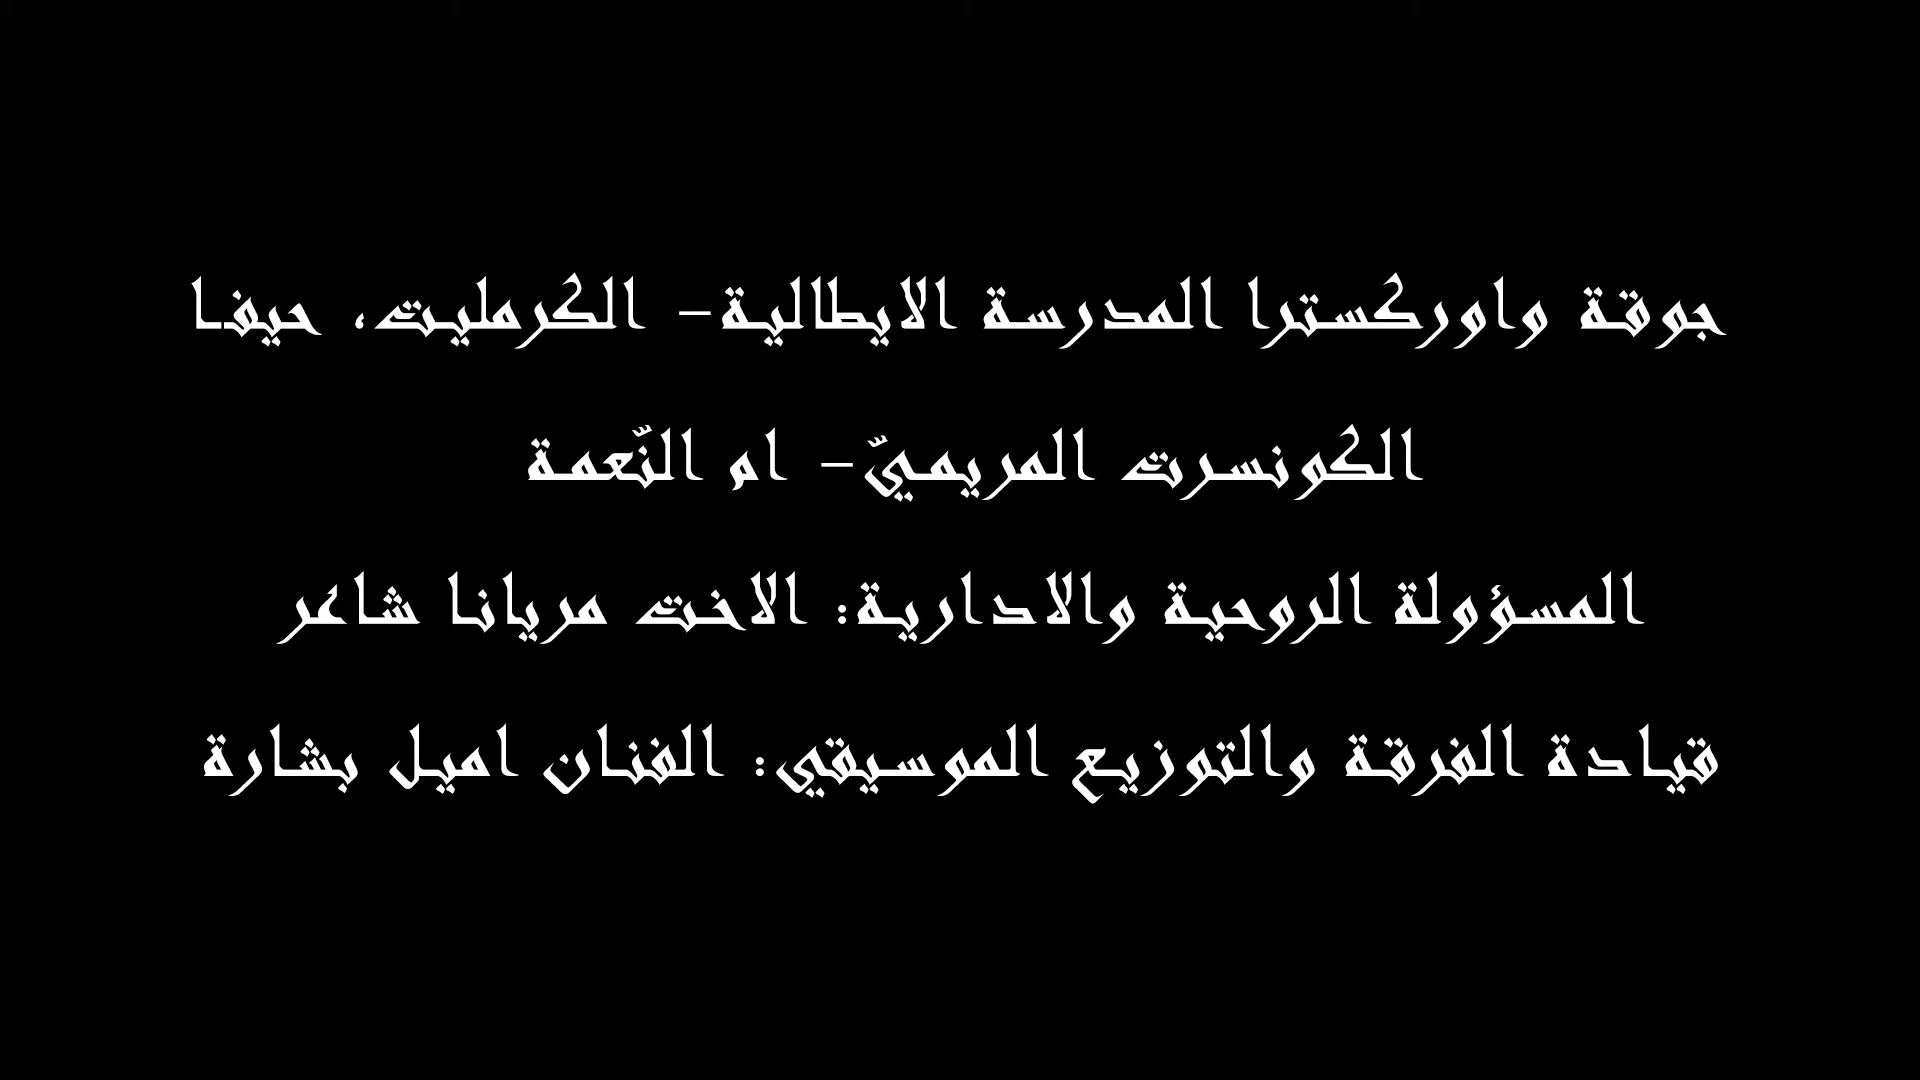 جوقة واوركسترا المدرسة الايطالية- الكرمليت، حيفا
الكونسرت المريميّ- ام النّعمة
المسؤولة الروحية والادارية: الاخت مريانا شاعر
قيادة الفرقة والتوزيع الموسيقي: الفنان اميل بشارة